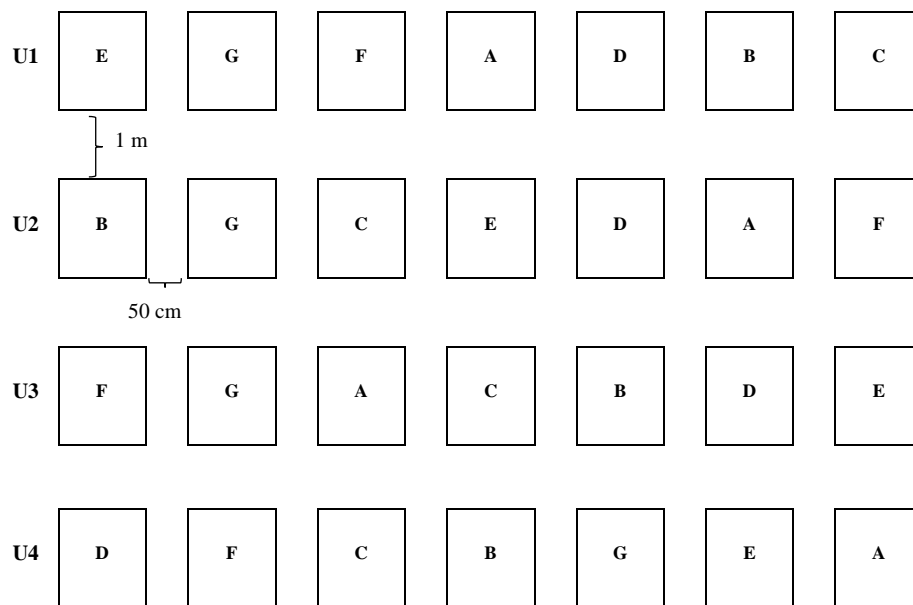 U1 E G F A D B C
1 m
U2 B G C E D A F
50 cm
U3 F G A C B D E
U4 D F C B G E A